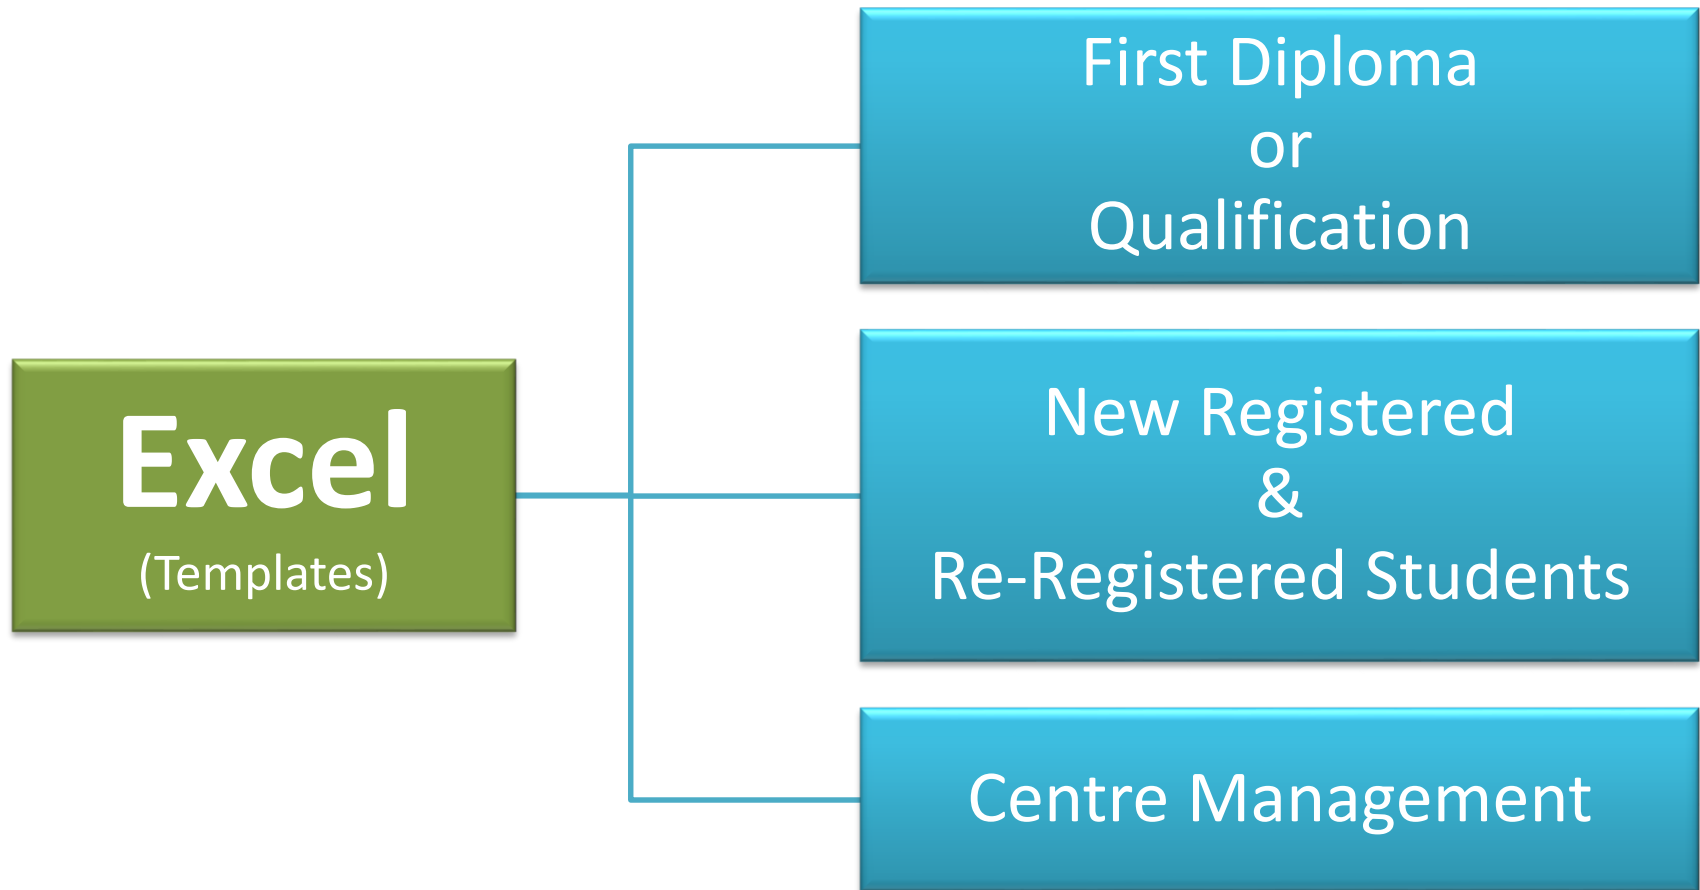 First Diploma
or
Qualification
Excel
(Templates)
New Registered
&
Re-Registered Students
Centre Management